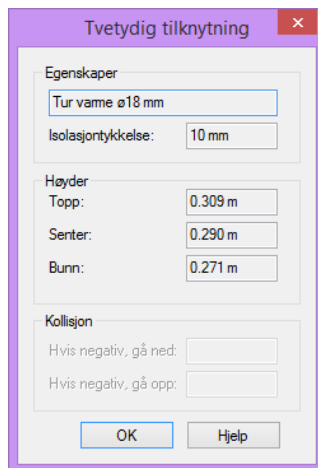 Tvetydig tilknytning
Egenskaper
Tur varme ø18 mm
Isolasjontykkelse: 10 mm
Høyder
Topp: 0.309 m
Senter: 0.290 m
Bunn: 0.271 m
Kollisjon
Hvis negativ, gå ned:
Hvis negativ, gå opp:
OK Hjelp